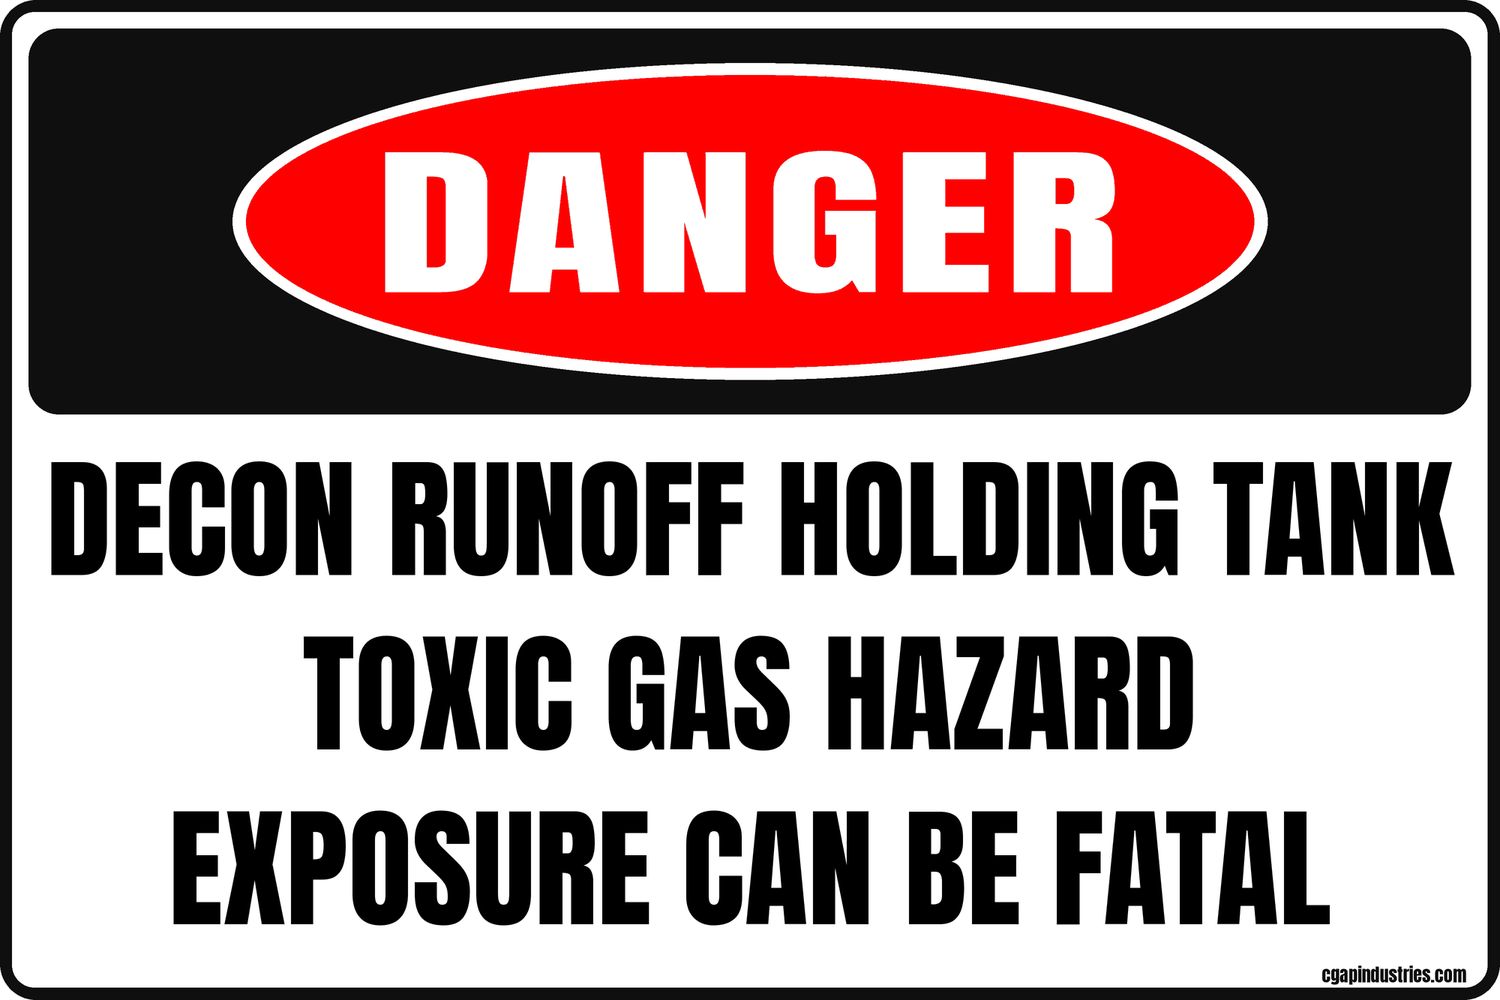 DANGER
DECON RUNOFF HOLDING TANK
TOXIC GAS HAZARD
EXPOSURE CAN BE FATAL
cgapindustries.com